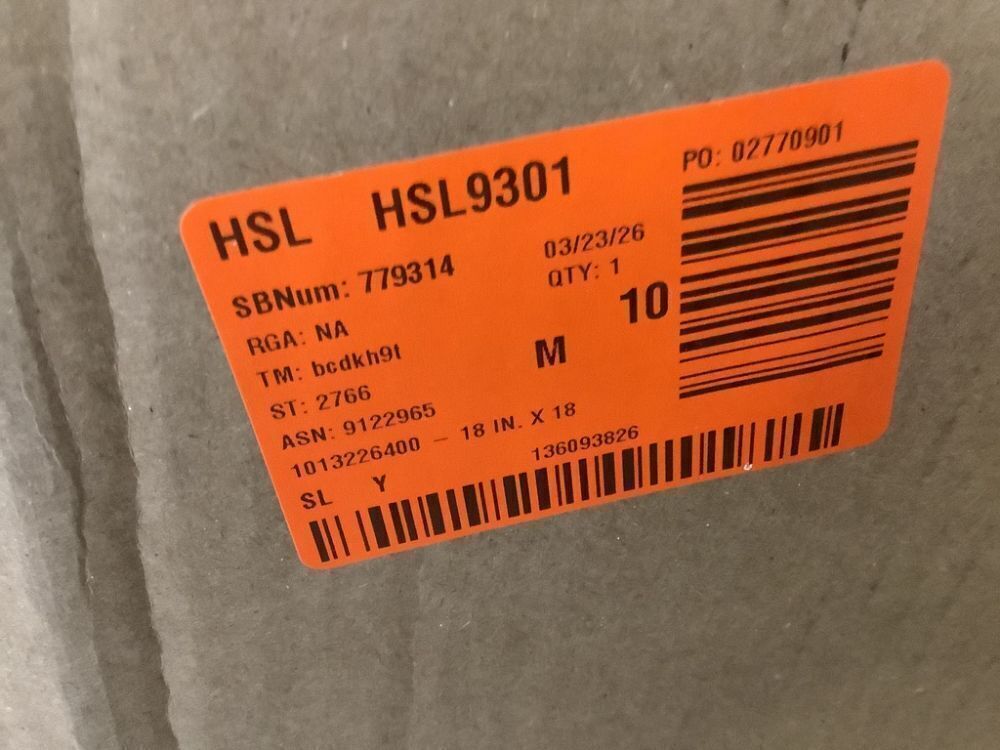 HSL HSL9301
PO: 02770901
SBNum: 779314
03/23/26
RGA: NA
QTY: 1
TM: bcdkh9t
M
10
ST: 2766
ASN: 9122965
1013226400 – 18 IN. X 18
SL Y
136093826